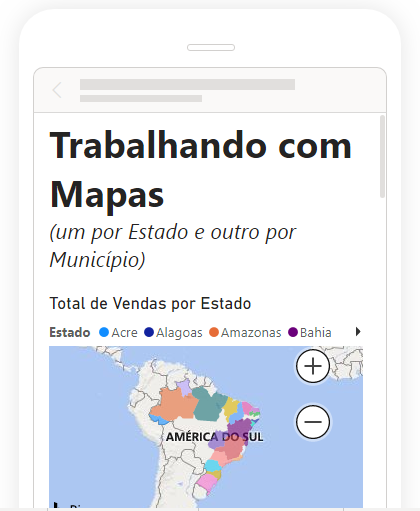 Trabalhando com
Mapas
(um por Estado e outro por
Município)
Total de Vendas por Estado
Estado Acre Alagoas Amazonas Bahia
AMÉRICA DO SUL